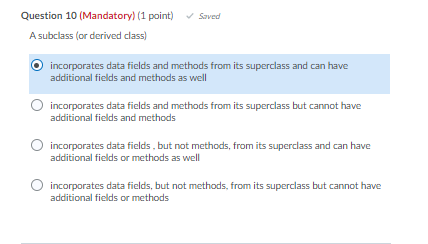 Question 10 (Mandatory) (1 point) ✓ Saved
A subclass (or derived class)
incorporates data fields and methods from its superclass and can have
additional fields and methods as well
incorporates data fields and methods from its superclass but cannot have
additional fields and methods
incorporates data fields , but not methods, from its superclass and can have
additional fields or methods as well
incorporates data fields, but not methods, from its superclass but cannot have
additional fields or methods